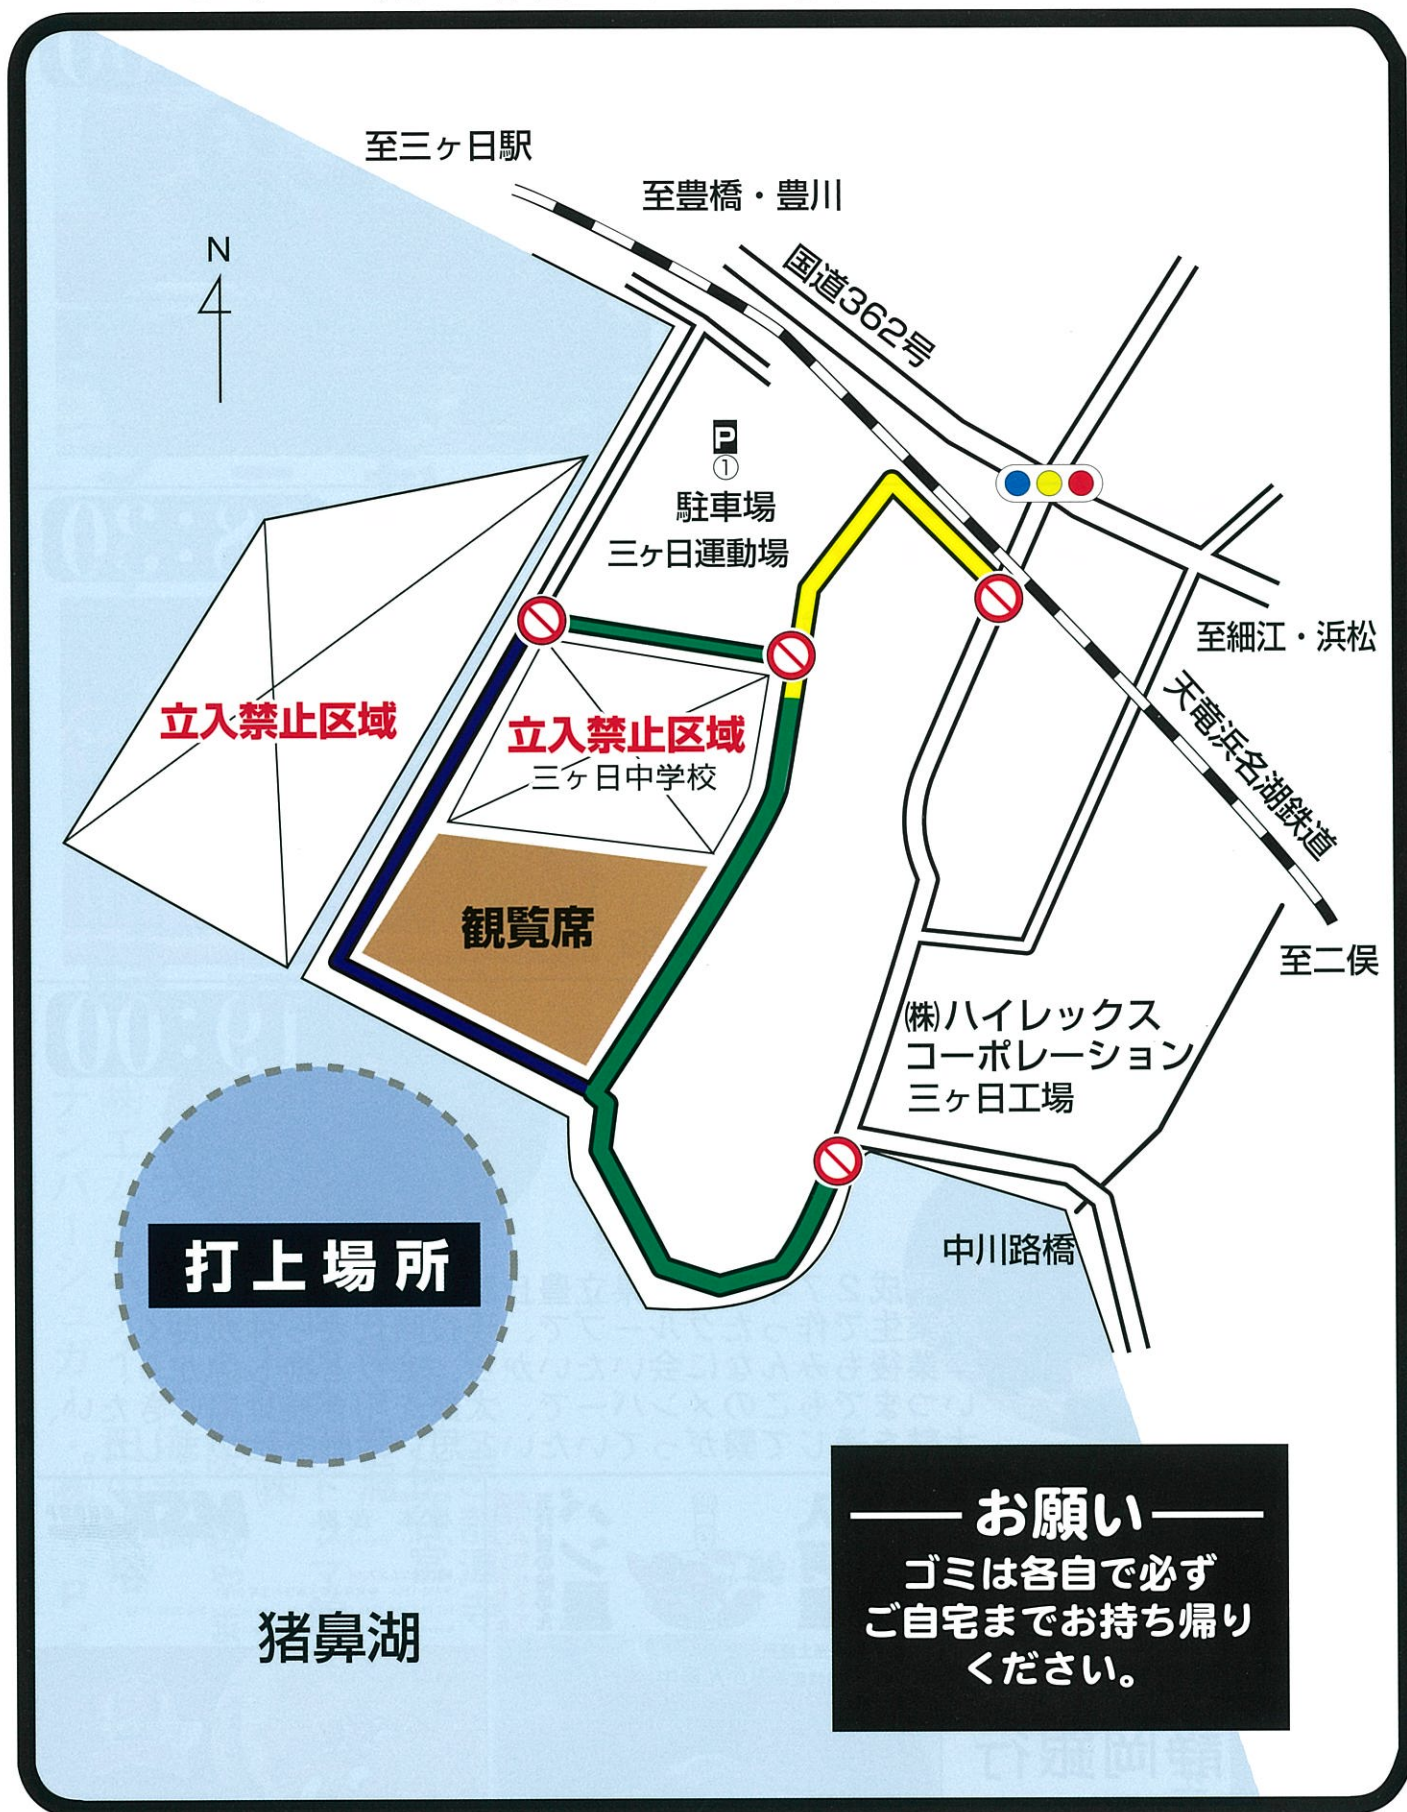 至三ヶ日駅
至豊橋・豊川
N
国道362号
P
①
駐車場
三ヶ日運動場
至細江・浜松
天竜浜名湖鉄道
立入禁止区域
立入禁止区域
三ヶ日中学校
観覧席
至二俣
㈱ハイレックス
コーポレーション
三ヶ日工場
打上場所
中川路橋
お願い
ゴミは各自で必ず
ご自宅までお持ち帰り
ください。
猪鼻湖